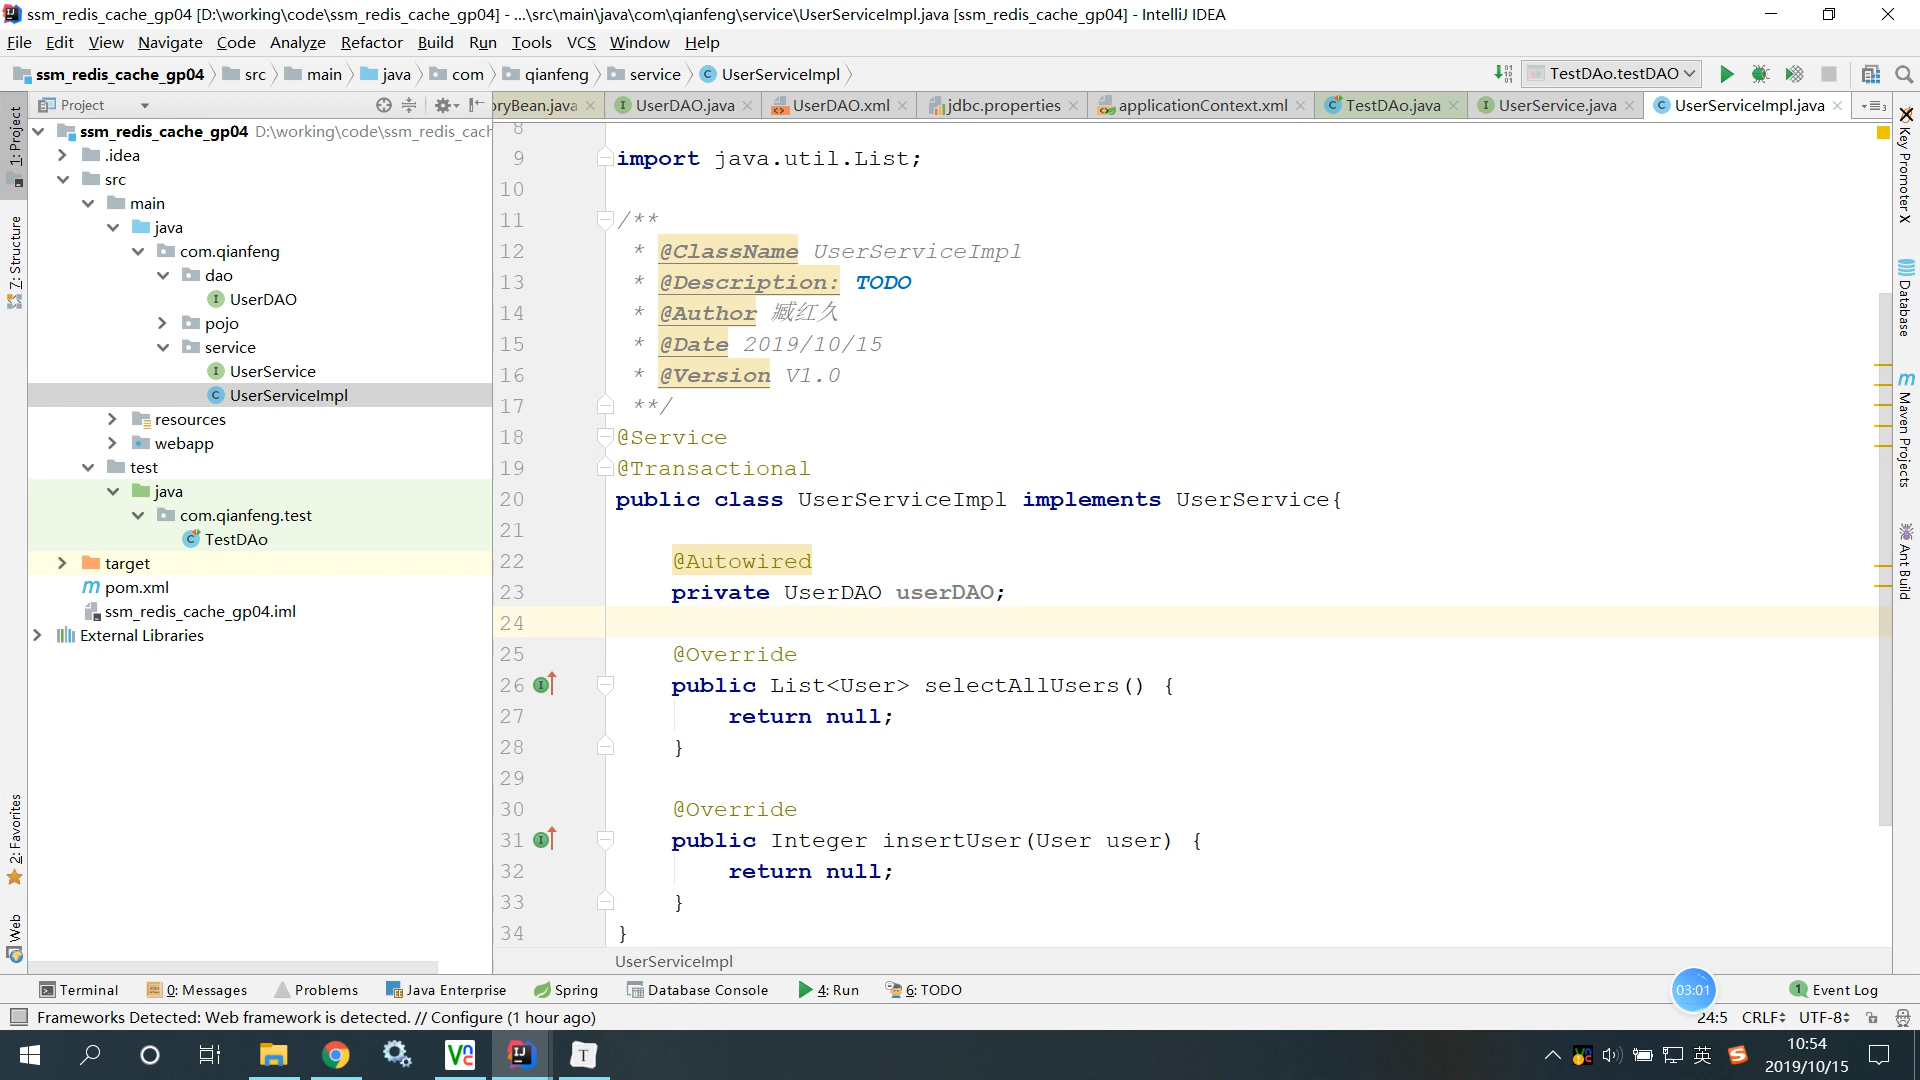 ssm_redis_cache_gp04 [D:\working\code\ssm_redis_cache_gp04] - ...\src\main\java\com\qianfeng\service\UserServiceImpl.java [ssm_redis_cache_gp04] - IntelliJ IDEA
File Edit View Navigate Code Analyze Refactor Build Run Tools VCS Window Help
ssm_redis_cache_gp04 src main java com qianfeng service UserServiceImpl TestDAo.testDAO
Project oryBean.java UserDAO.java UserDAO.xml jdbc.properties applicationContext.xml TestDAo.java UserService.java UserServiceImpl.java
1: Project
Z: Structure
2: Favorites
Web
ssm_redis_cache_gp04 D:\working\code\ssm_redis_cach
.idea
src
main
java
com.qianfeng
dao
UserDAO
pojo
service
UserService
UserServiceImpl
resources
webapp
test
java
com.qianfeng.test
TestDAo
target
pom.xml
ssm_redis_cache_gp04.iml
External Libraries
8
9 import java.util.List;
10
11 /**
12 * @ClassName UserServiceImpl
13 * @Description: TODO
14 * @Author 臧红久
15 * @Date 2019/10/15
16 * @Version V1.0
17 **/
18 @Service
19 @Transactional
20 public class UserServiceImpl implements UserService{
21
22 @Autowired
23 private UserDAO userDAO;
24
25 @Override
26 public List<User> selectAllUsers() {
27 return null;
28 }
29
30 @Override
31 public Integer insertUser(User user) {
32 return null;
33 }
34 }
UserServiceImpl
Key Promoter X
Database
Maven Projects
Ant Build
Terminal 0: Messages Problems Java Enterprise Spring Database Console 4: Run 6: TODO 03:01 1 Event Log
Frameworks Detected: Web framework is detected. // Configure (1 hour ago) 24:5 CRLF UTF-8
英 10:54
2019/10/15